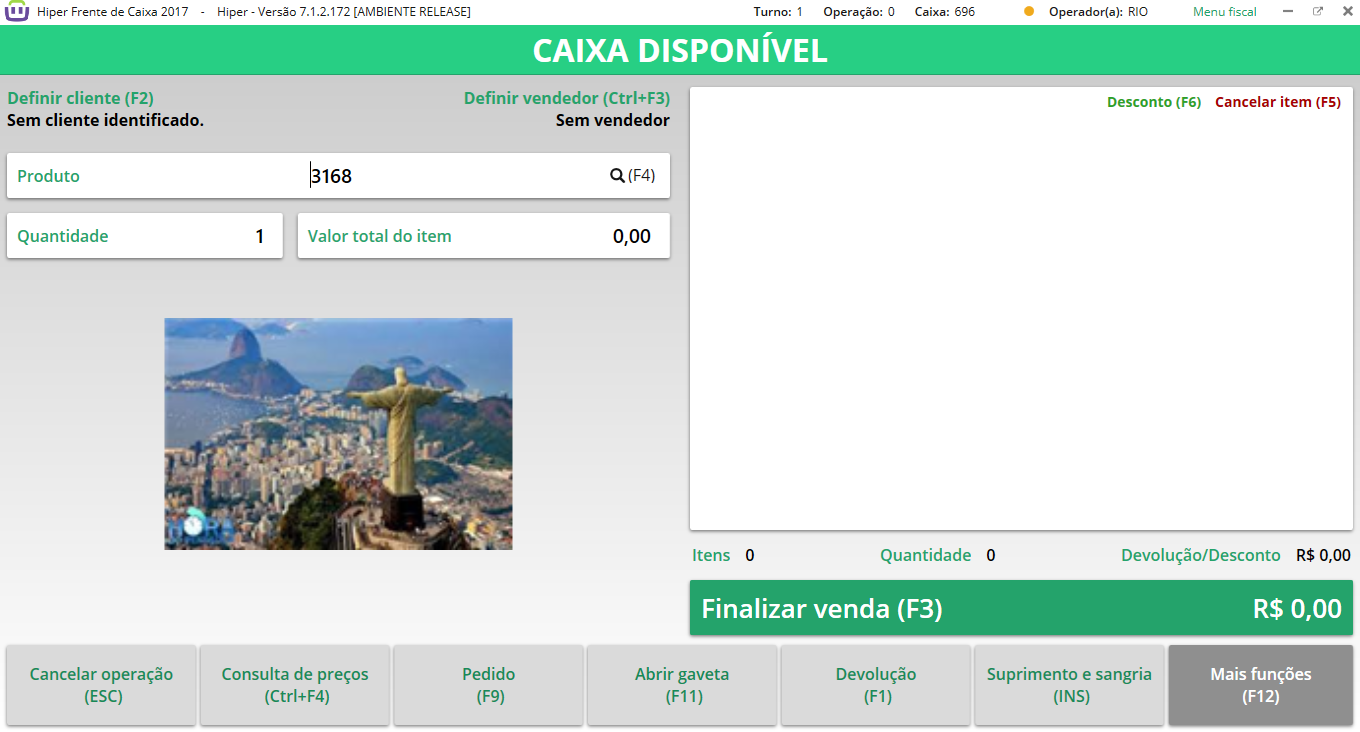 Hiper Frente de Caixa 2017 - Hiper - Versão 7.1.2.172 [AMBIENTE RELEASE] Turno: 1 Operação: 0 Caixa: 696 Operador(a): RIO Menu fiscal
CAIXA DISPONÍVEL
Definir cliente (F2) Definir vendedor (Ctrl+F3)
Sem cliente identificado. Sem vendedor
Desconto (F6) Cancelar item (F5)
Produto 3168 (F4)
Quantidade 1 Valor total do item 0,00
HORA
Itens 0 Quantidade 0 Devolução/Desconto R$ 0,00
Finalizar venda (F3) R$ 0,00
Cancelar operação
(ESC)
Consulta de preços
(Ctrl+F4)
Pedido
(F9)
Abrir gaveta
(F11)
Devolução
(F1)
Suprimento e sangria
(INS)
Mais funções
(F12)